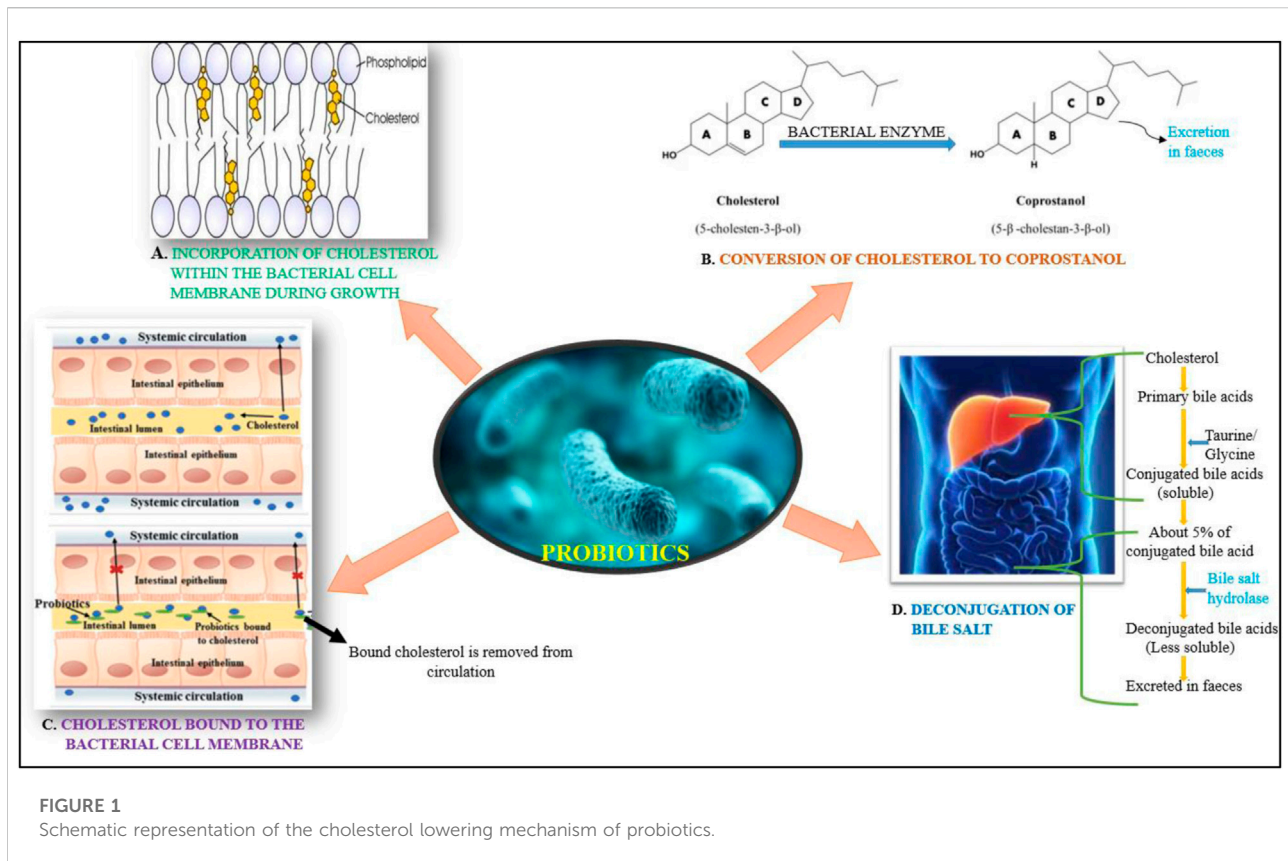 Phospholipid
Cholesterol
A. INCORPORATION OF CHOLESTEROL
WITHIN THE BACTERIAL CELL
MEMBRANE DURING GROWTH
A
B
C
D
HO
Cholesterol
(5-cholesten-3-β-ol)
BACTERIAL ENZYME
A
B
C
D
HO
H
Coprostanol
(5-β -cholestan-3-β-ol)
Excretion
in faeces
B. CONVERSION OF CHOLESTEROL TO COPROSTANOL
Systemic circulation
Intestinal epithelium
Intestinal lumen
Cholesterol
Intestinal epithelium
Systemic circulation
Systemic circulation
Intestinal epithelium
Probiotics
Intestinal lumen
Probiotics bound
to cholesterol
Intestinal epithelium
Systemic circulation
Bound cholesterol is removed from
circulation
C. CHOLESTEROL BOUND TO THE
BACTERIAL CELL MEMBRANE
PROBIOTICS
Cholesterol
Primary bile acids
Taurine/
Glycine
Conjugated bile acids
(soluble)
About 5% of
conjugated bile acid
Bile salt
hydrolase
Deconjugated bile acids
(Less soluble)
Excreted in faeces
D. DECONJUGATION OF
BILE SALT
FIGURE 1
Schematic representation of the cholesterol lowering mechanism of probiotics.